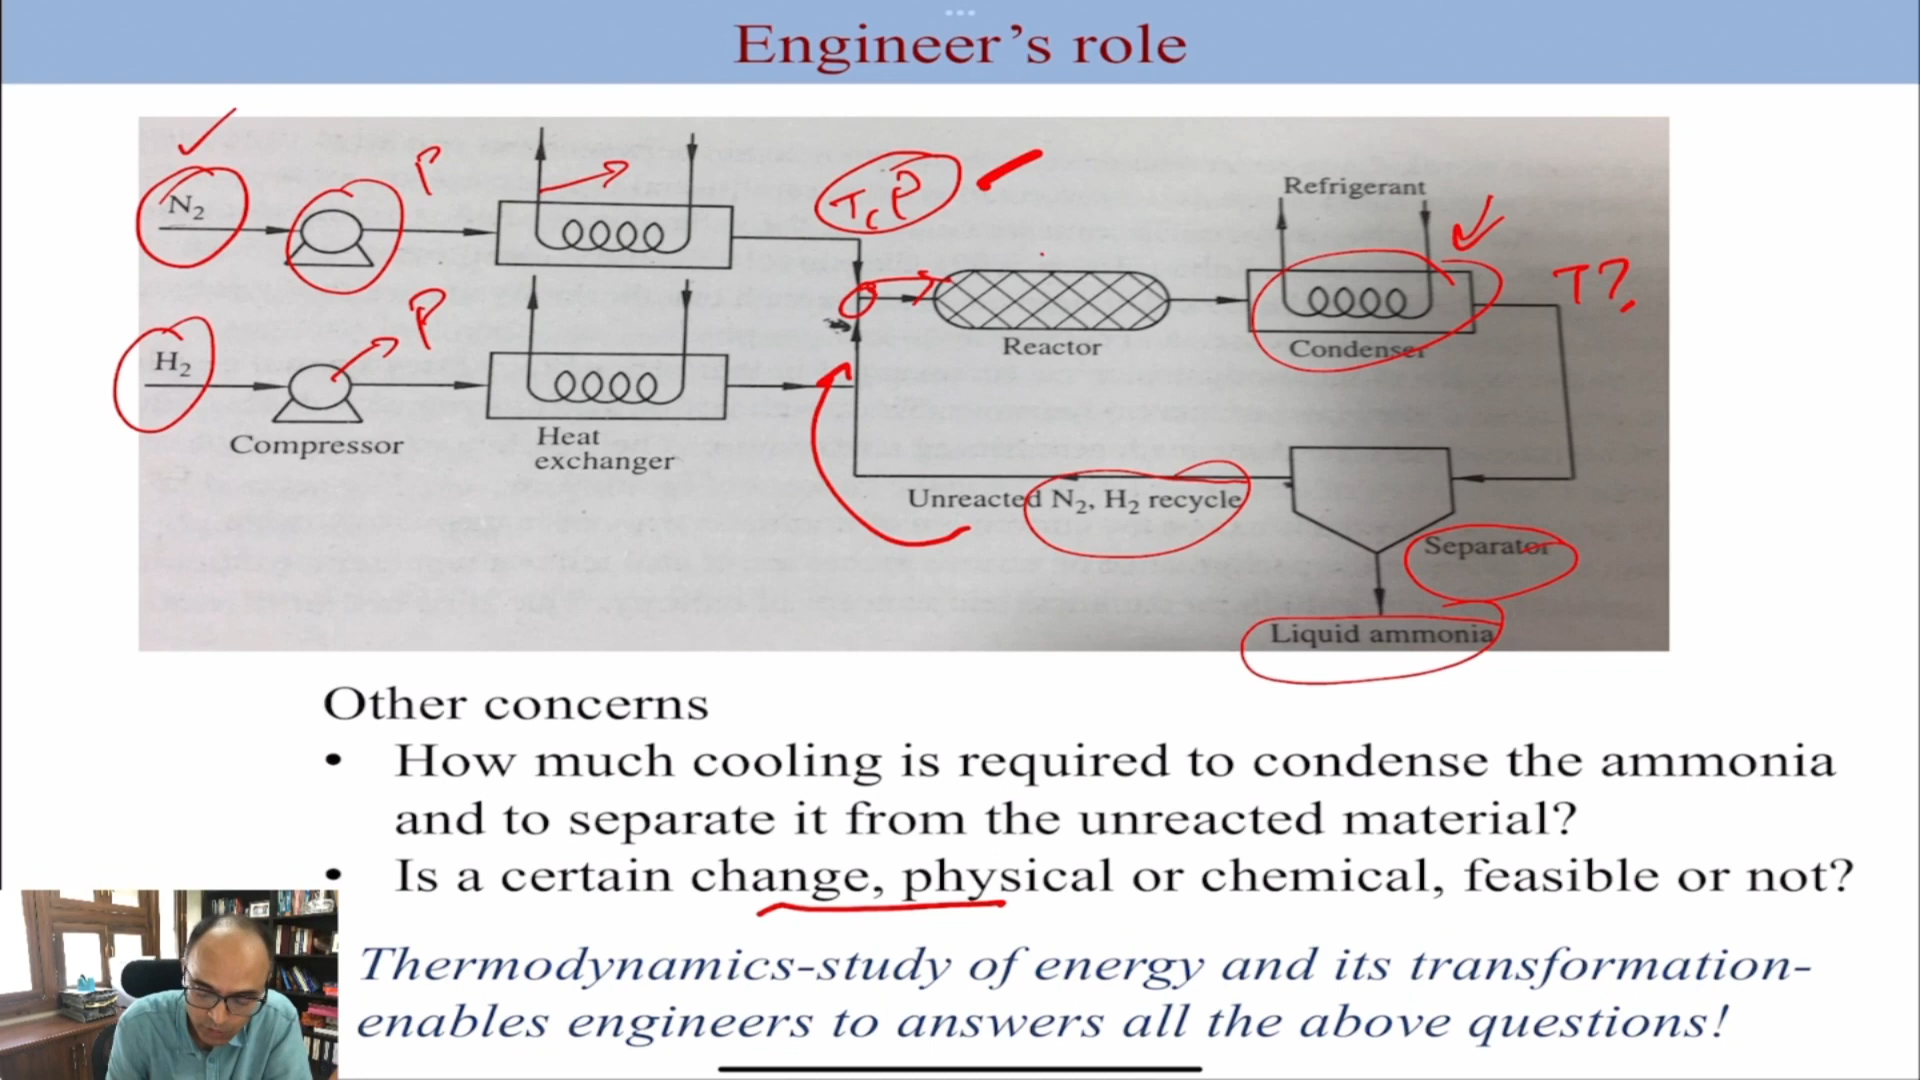 Engineer's role
N₂
P
T, P
Refrigerant
T?
H₂
P
Reactor
Condenser
Compressor
Heat
exchanger
Unreacted N₂, H₂ recycle
Separator
Liquid ammonia
Other concerns
• How much cooling is required to condense the ammonia
and to separate it from the unreacted material?
• Is a certain change, physical or chemical, feasible or not?
Thermodynamics-study of energy and its transformation-
enables engineers to answers all the above questions!